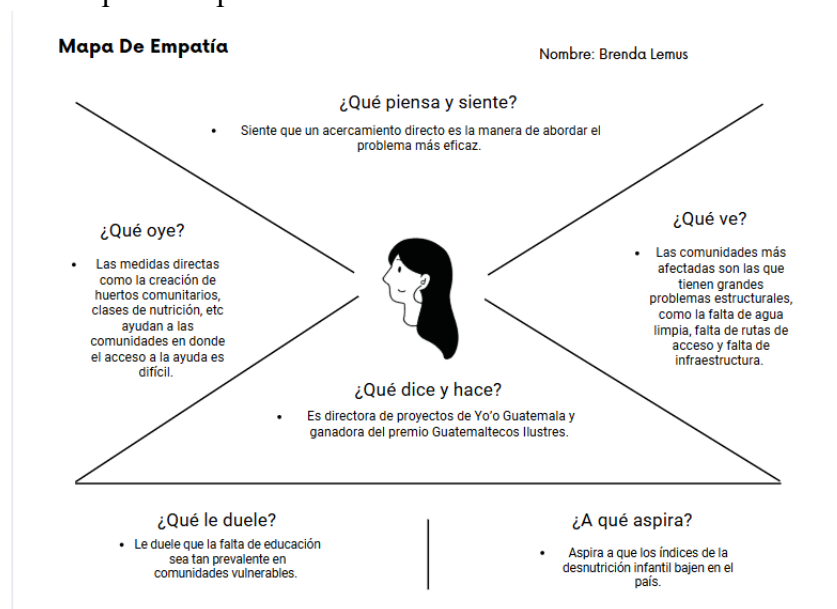 Mapa De Empatía
Nombre: Brenda Lemus
¿Qué piensa y siente?
• Siente que un acercamiento directo es la manera de abordar el
problema más eficaz.
¿Qué oye?
• Las medidas directas
como la creación de
huertos comunitarios,
clases de nutrición, etc
ayudan a las
comunidades en donde
el acceso a la ayuda es
difícil.
¿Qué ve?
• Las comunidades más
afectadas son las que
tienen grandes
problemas estructurales,
como la falta de agua
limpia, falta de rutas de
acceso y falta de
infraestructura.
¿Qué dice y hace?
• Es directora de proyectos de Yo’o Guatemala y
ganadora del premio Guatemaltecos Ilustres.
¿Qué le duele?
• Le duele que la falta de educación
sea tan prevalente en
comunidades vulnerables.
¿A qué aspira?
• Aspira a que los índices de la
desnutrición infantil bajen en el
país.